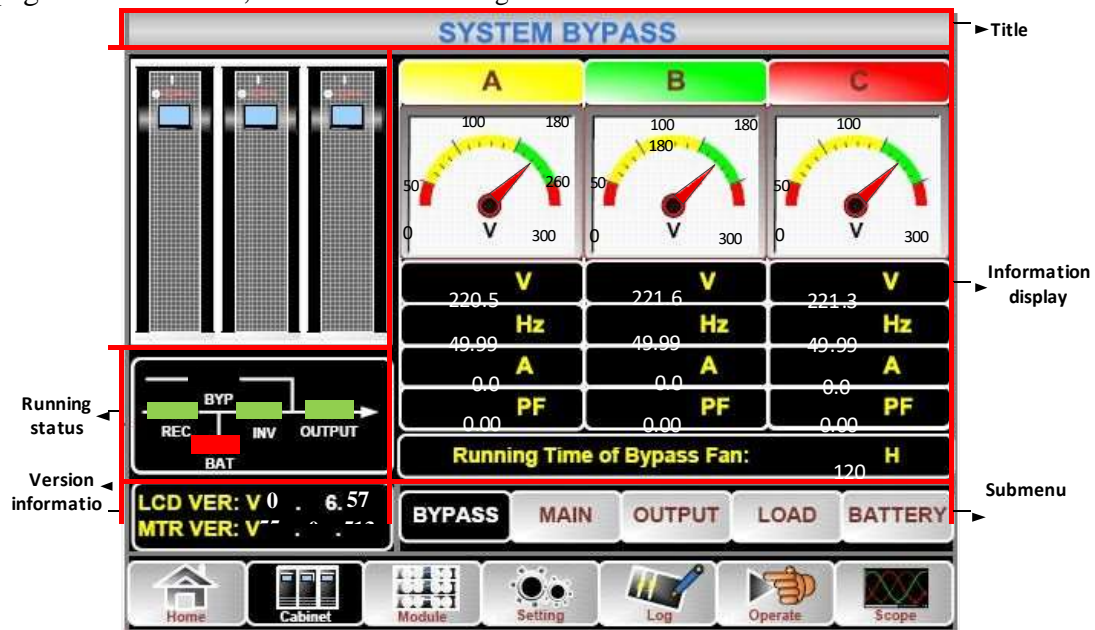 SYSTEM BYPASS
Title
A B C
100 180 100 180 100
180
50 260 50 50
V V V
0 300 0 300 0 300
V V V
220.5 221.6 221.3
Hz Hz Hz
49.99 49.99 49.99
A A A
0.0 0.0 0.0
PF PF PF
0.00 0.00 0.00
Running Time of Bypass Fan: 120 H
Information
display
Running
status
BYP
REC INV OUTPUT
BAT
Version
informatio
LCD VER: V 0 . 6.57
MTR VER: V
BYPASS MAIN OUTPUT LOAD BATTERY
Submenu
Home Cabinet Module Setting Log Operate Scope